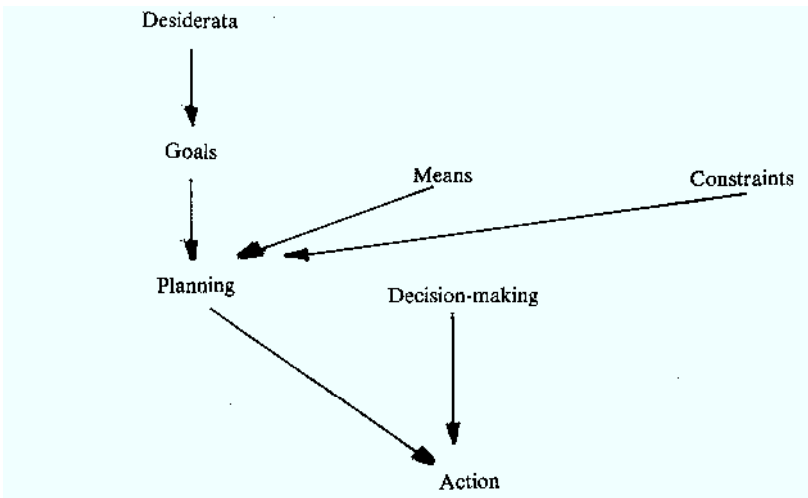 Desiderata
Goals
Means
Constraints
Planning
Decision-making
Action